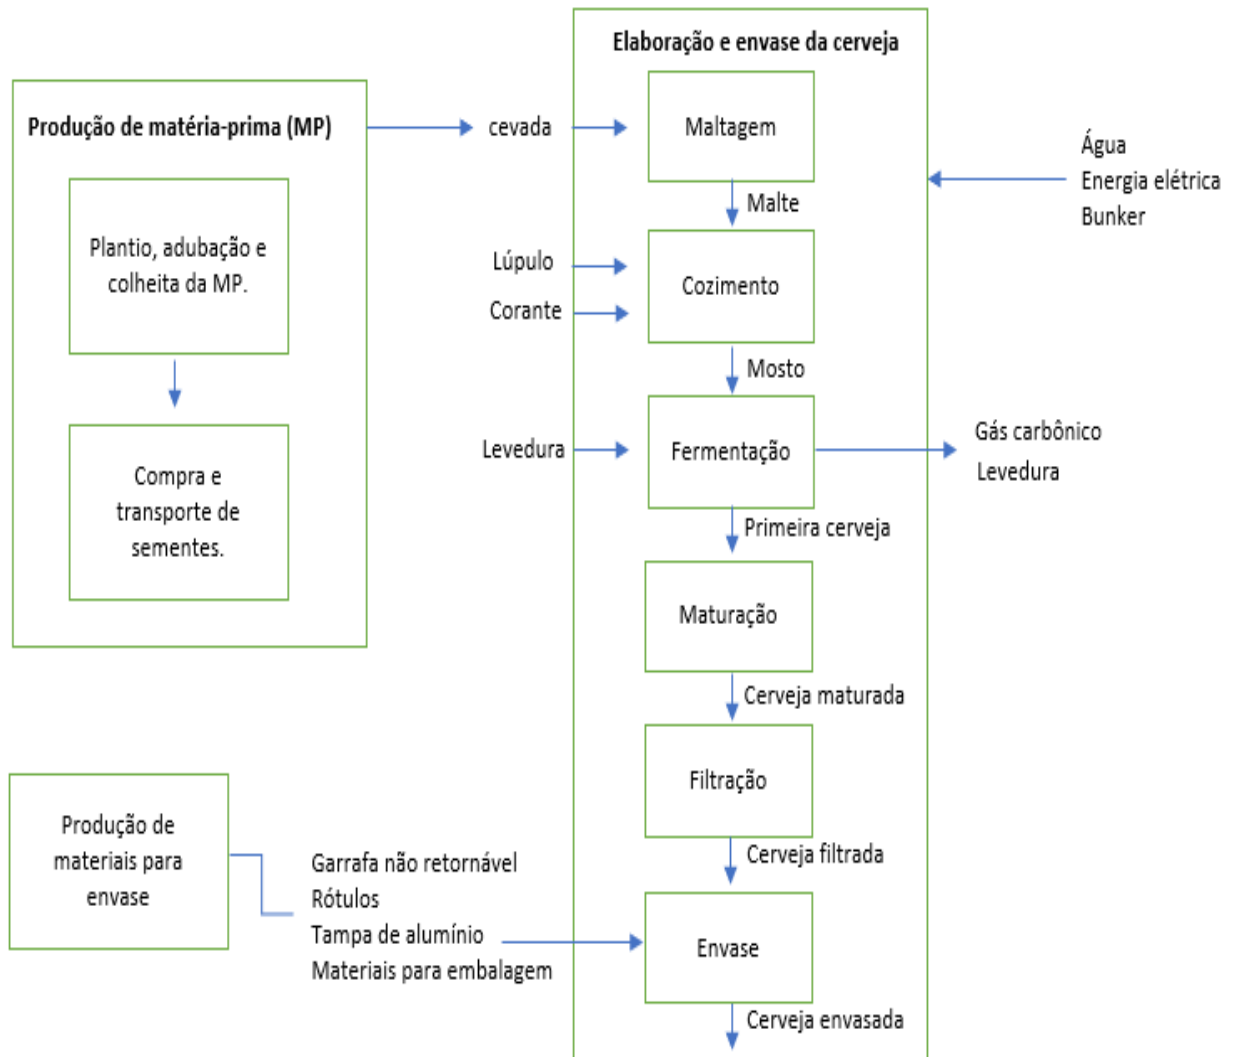 Elaboração e envase da cerveja
Produção de matéria-prima (MP)
Plantio, adubação e
colheita da MP.
Compra e
transporte de
sementes.
cevada
Maltagem
Malte
Água
Energia elétrica
Bunker
Lúpulo
Corante
Cozimento
Mosto
Levedura
Fermentação
Gás carbônico
Levedura
Primeira cerveja
Maturação
Cerveja maturada
Filtração
Cerveja filtrada
Produção de
materiais para
envase
Garrafa não retornável
Rótulos
Tampa de alumínio
Materiais para embalagem
Envase
Cerveja envasada